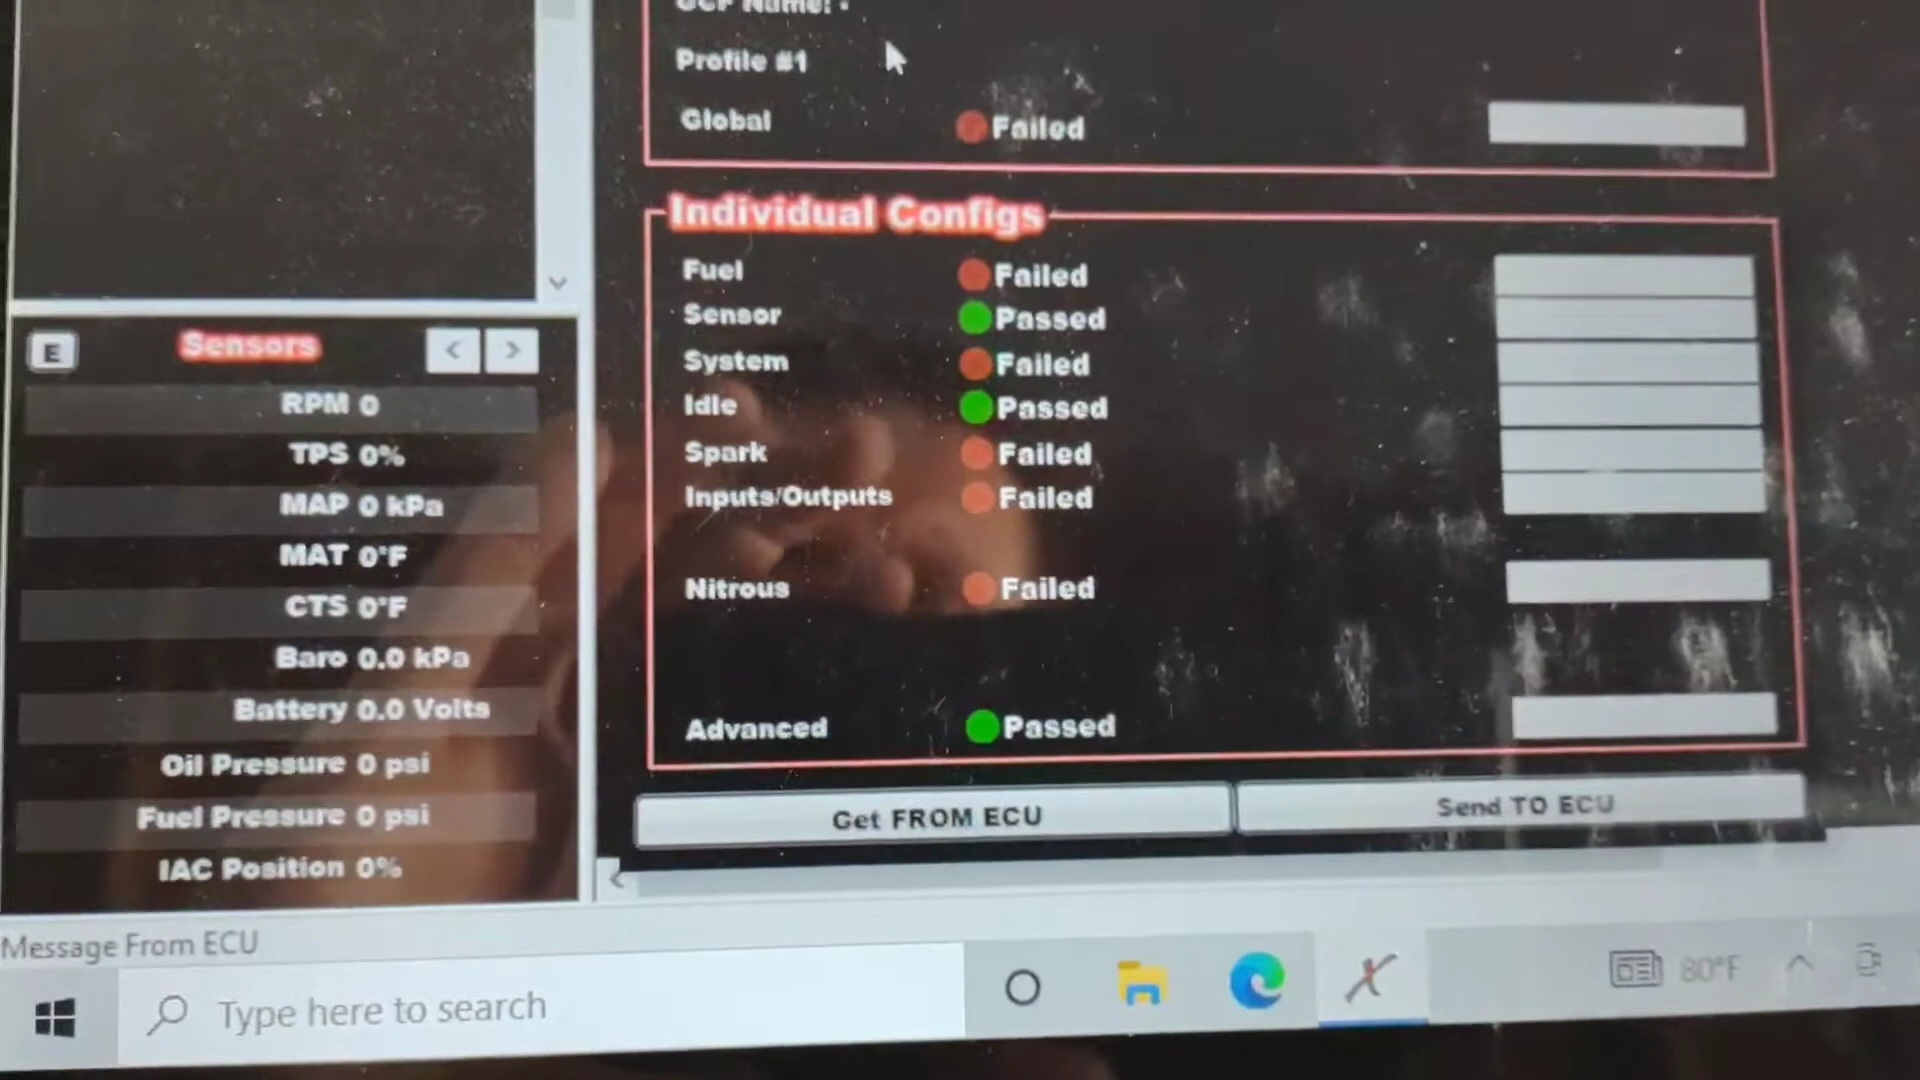 GCF Name: -
Profile #1
Global Failed
Individual Configs
Fuel Failed
Sensor Passed
System Failed
Idle Passed
Spark Failed
Inputs/Outputs Failed
Nitrous Failed
Advanced Passed
Get FROM ECU Send TO ECU
E Sensors < >
RPM 0
TPS 0%
MAP 0 kPa
MAT 0°F
CTS 0°F
Baro 0.0 kPa
Battery 0.0 Volts
Oil Pressure 0 psi
Fuel Pressure 0 psi
IAC Position 0%
Message From ECU
Type here to search
80°F